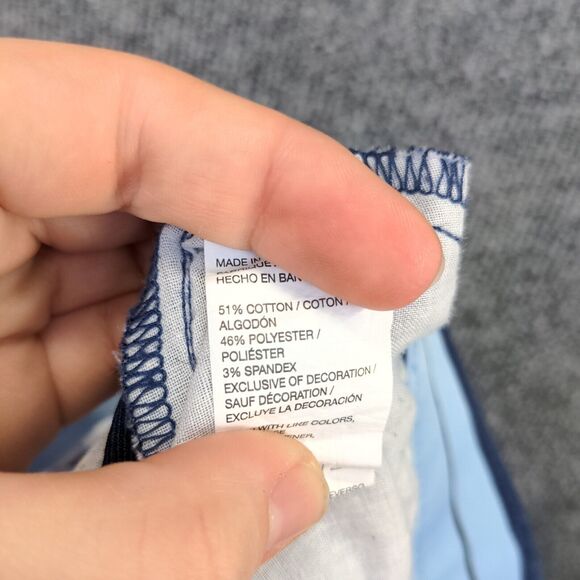 MADE IN
HECHO EN BAN
51% COTTON / COTON /
ALGODÓN
46% POLYESTER /
POLIÉSTER
3% SPANDEX
EXCLUSIVE OF DECORATION /
SAUF DÉCORATION /
EXCLUYE LA DECORACIÓN
WITH LIKE COLORS,